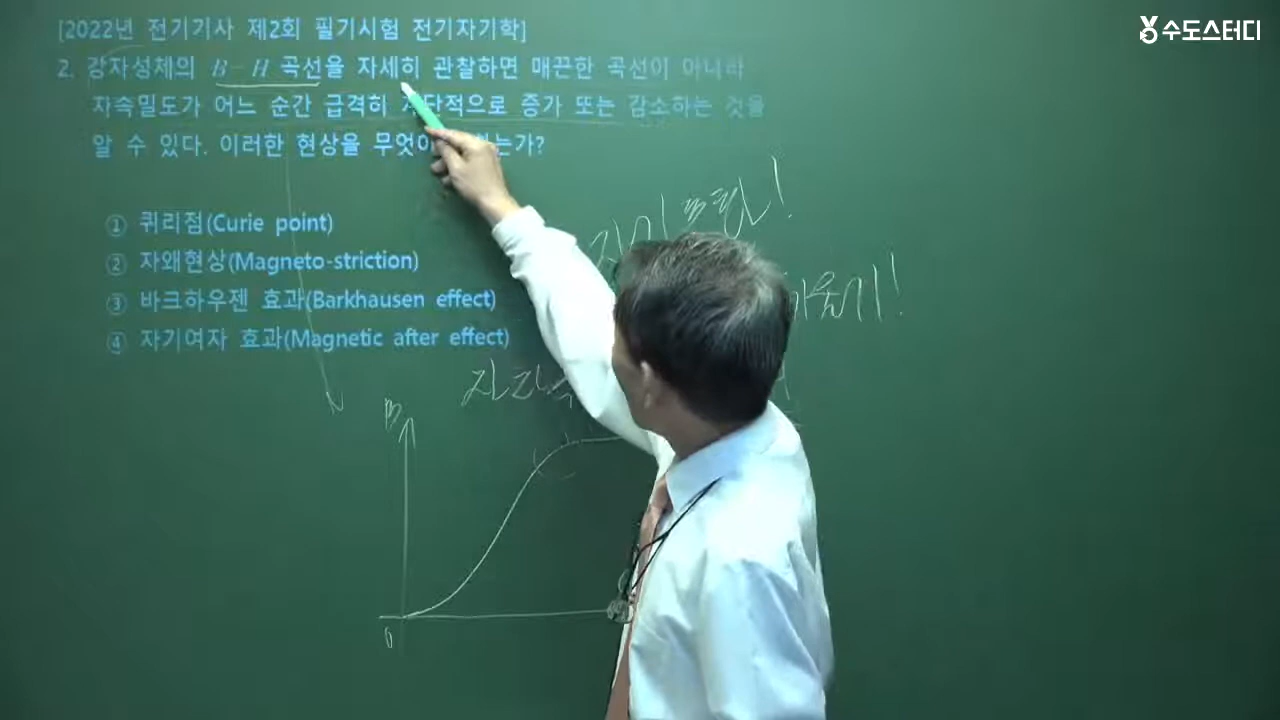 [2022년 전기기사 제2회 필기시험 전기자기학]
수도스터디
2. 강자성체의 B-H 곡선을 자세히 관찰하면 매끈한 곡선이 아니라
자속밀도가 어느 순간 급격히 계단적으로 증가 또는 감소하는 것을
알 수 있다. 이러한 현상을 무엇이 는가?
① 퀴리점(Curie point)
② 자왜현상(Magneto-striction)
③ 바크하우젠 효과(Barkhausen effect)
④ 자기여자 효과(Magnetic after effect)
B
0